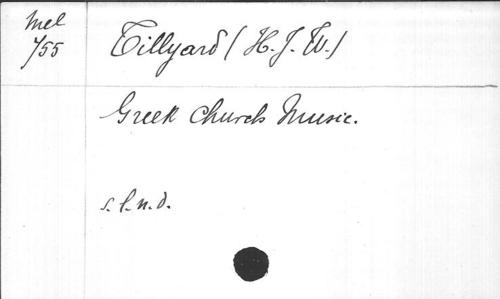 Mel
755
Tillyard (H. J. W.)
Greek Church Music.
s. l. n. d.